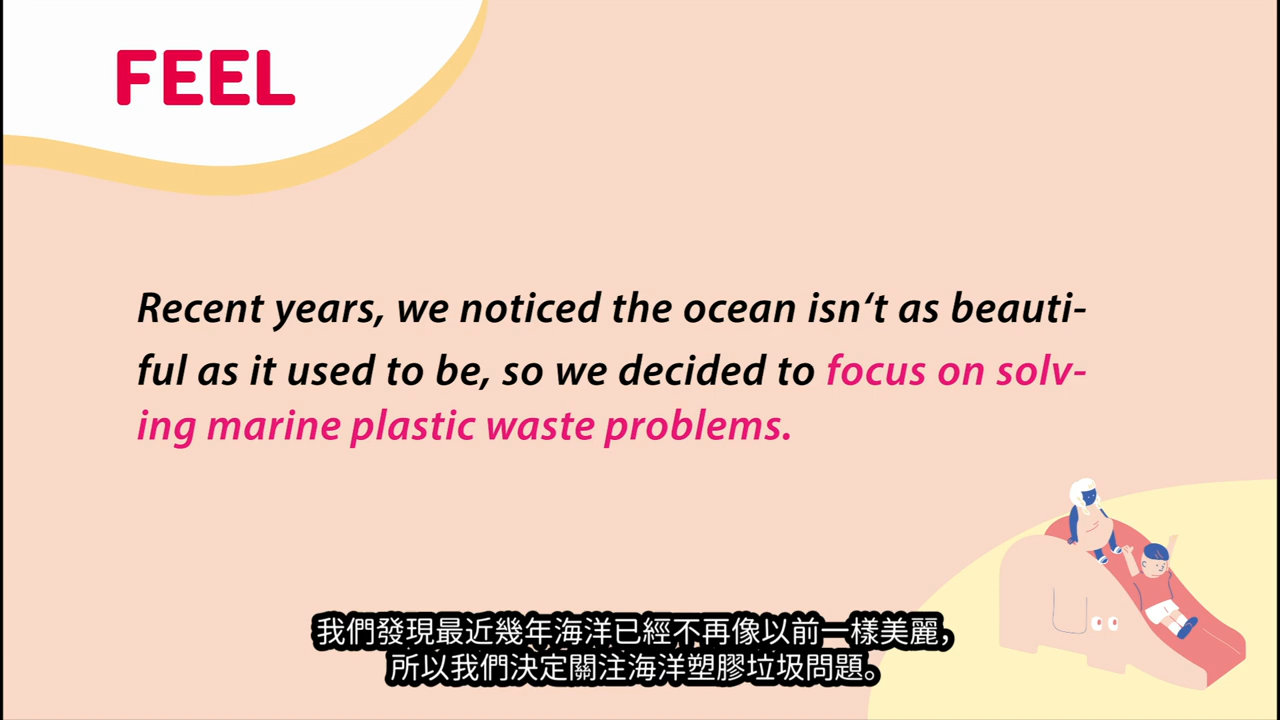 FEEL
Recent years, we noticed the ocean isn‘t as beauti-
ful as it used to be, so we decided to focus on solv-
ing marine plastic waste problems.
我們發現最近幾年海洋已經不再像以前一樣美麗，
所以我們決定關注海洋塑膠垃圾問題。